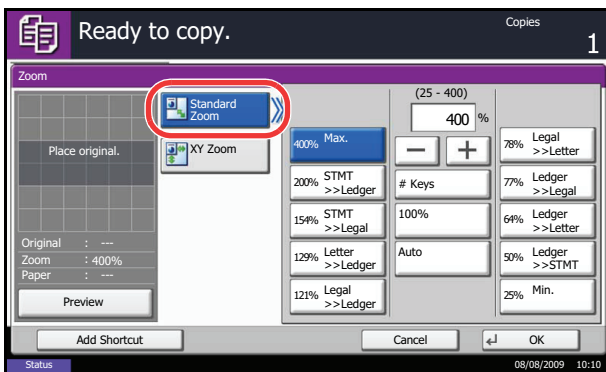 Ready to copy.
Copies
1
Zoom
Place original.
Original : ---
Zoom : 400%
Paper : ---
Preview
Standard
Zoom
XY Zoom
400% Max.
200% STMT
>>Ledger
154% STMT
>>Legal
129% Letter
>>Ledger
121% Legal
>>Ledger
(25 - 400)
400 %
# Keys
100%
Auto
78% Legal
>>Letter
77% Ledger
>>Legal
64% Ledger
>>Letter
50% Ledger
>>STMT
25% Min.
Add Shortcut
Cancel
OK
Status
08/08/2009 10:10